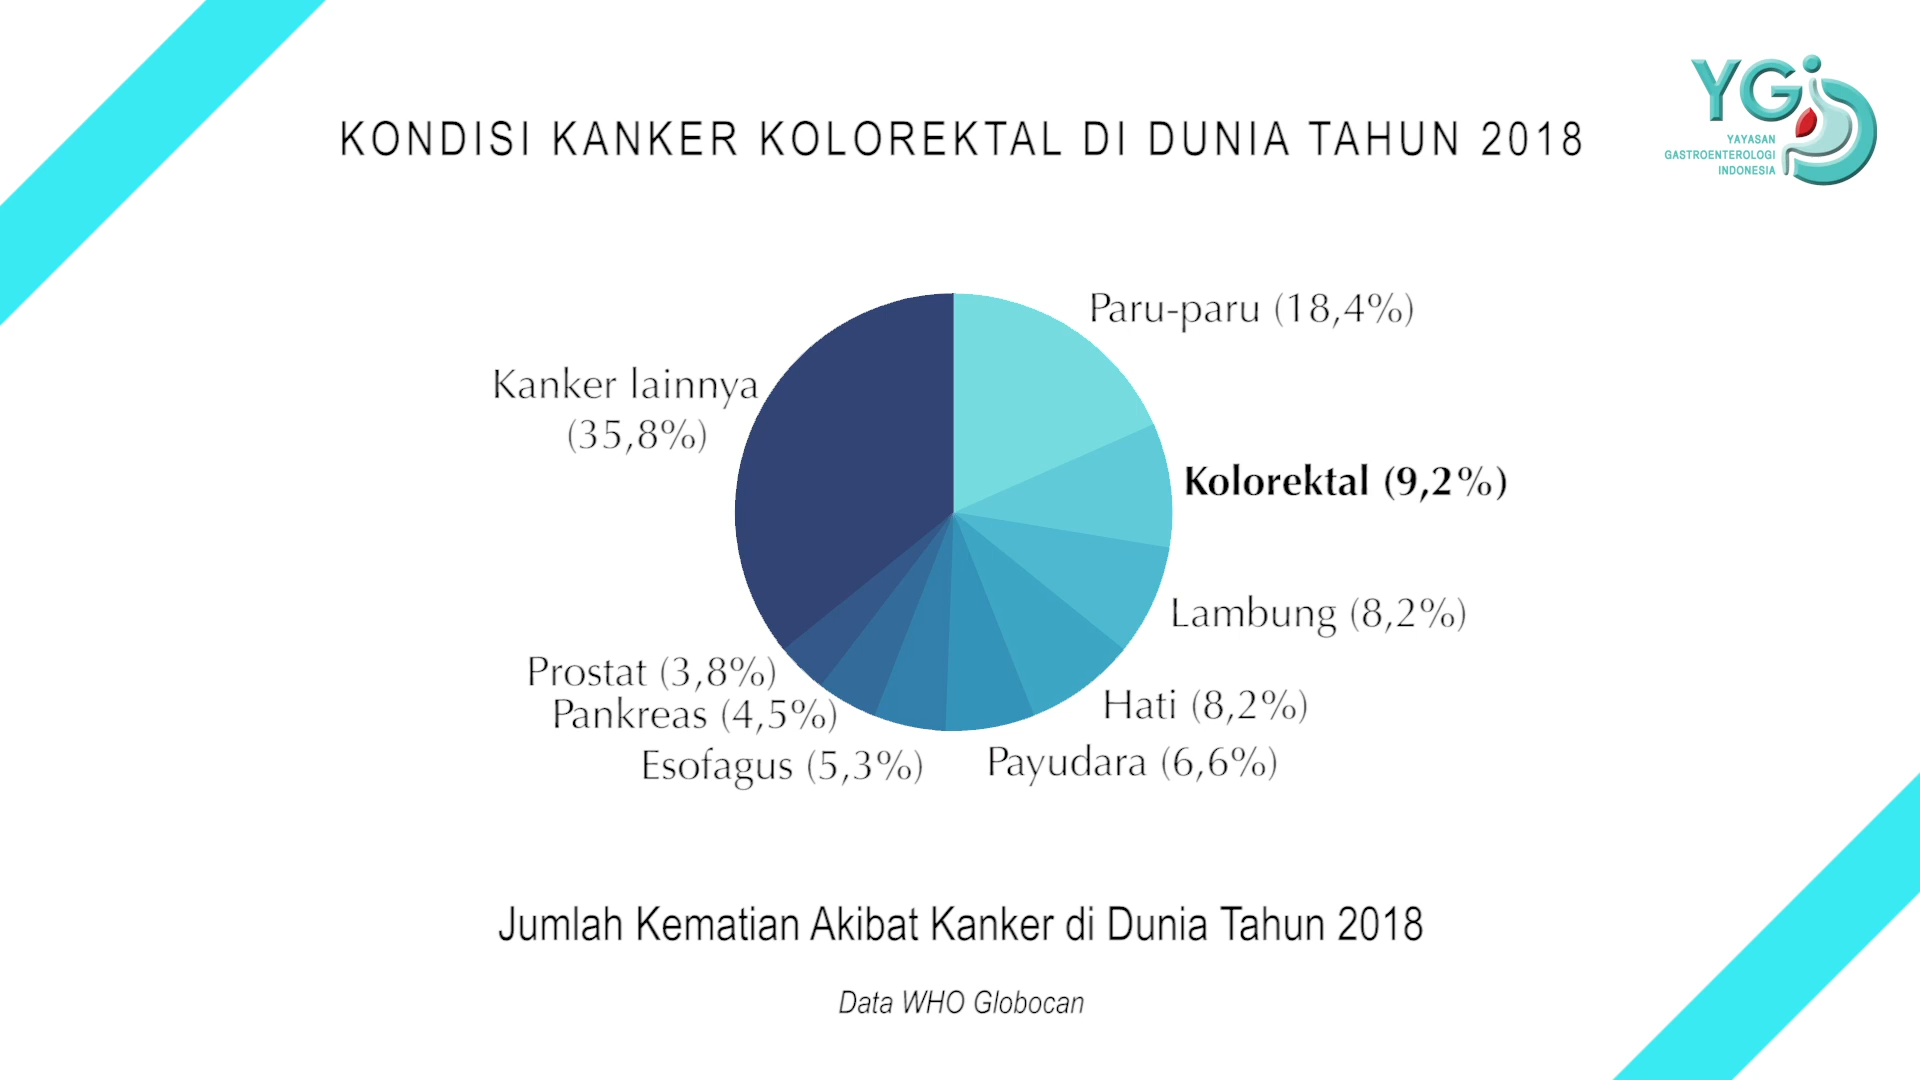 KONDISI KANKER KOLOREKTAL DI DUNIA TAHUN 2018
YGi
YAYASAN
GASTROENTEROLOGI
INDONESIA
Paru-paru (18,4%)
Kanker lainnya
(35,8%)
Kolorektal (9,2%)
Lambung (8,2%)
Prostat (3,8%)
Hati (8,2%)
Pankreas (4,5%)
Esofagus (5,3%)
Payudara (6,6%)
Jumlah Kematian Akibat Kanker di Dunia Tahun 2018
Data WHO Globocan